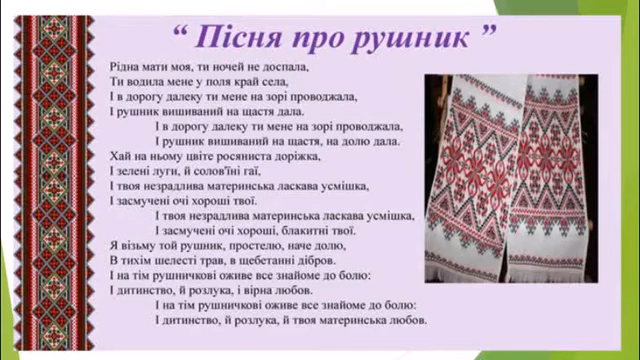 “ Пісня про рушник ”
Рідна мати моя, ти ночей не доспала,
Ти водила мене у поля край села,
І в дорогу далеку ти мене на зорі проводжала,
І рушник вишиваний на щастя дала.
І в дорогу далеку ти мене на зорі проводжала,
І рушник вишиваний на щастя, на долю дала.
Хай на ньому цвіте росяниста доріжка,
І зелені луги, й солов'їні гаї,
І твоя незрадлива материнська ласкава усмішка,
І засмучені очі хороші твої.
І твоя незрадлива материнська ласкава усмішка,
І засмучені очі хороші, блакитні твої.
Я візьму той рушник, простелю, наче долю,
В тихім шелесті трав, в щебетанні дібров.
І на тім рушничкові оживе все знайоме до болю:
І дитинство, й розлука, і вірна любов.
І на тім рушничкові оживе все знайоме до болю:
І дитинство, й розлука, й твоя материнська любов.